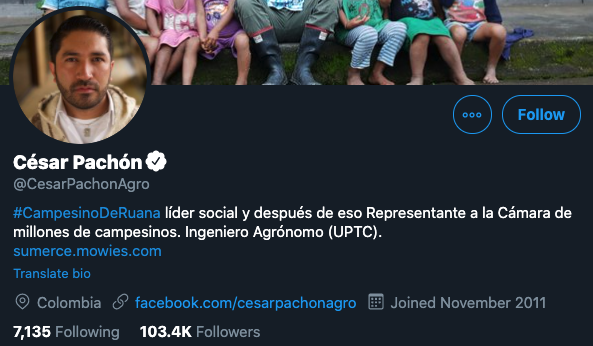 Follow
César Pachón
@CesarPachonAgro
#CampesinoDeRuana líder social y después de eso Representante a la Cámara de
millones de campesinos. Ingeniero Agrónomo (UPTC).
sumerce.mowies.com
Translate bio
Colombia facebook.com/cesarpachonagro Joined November 2011
7,135 Following 103.4K Followers